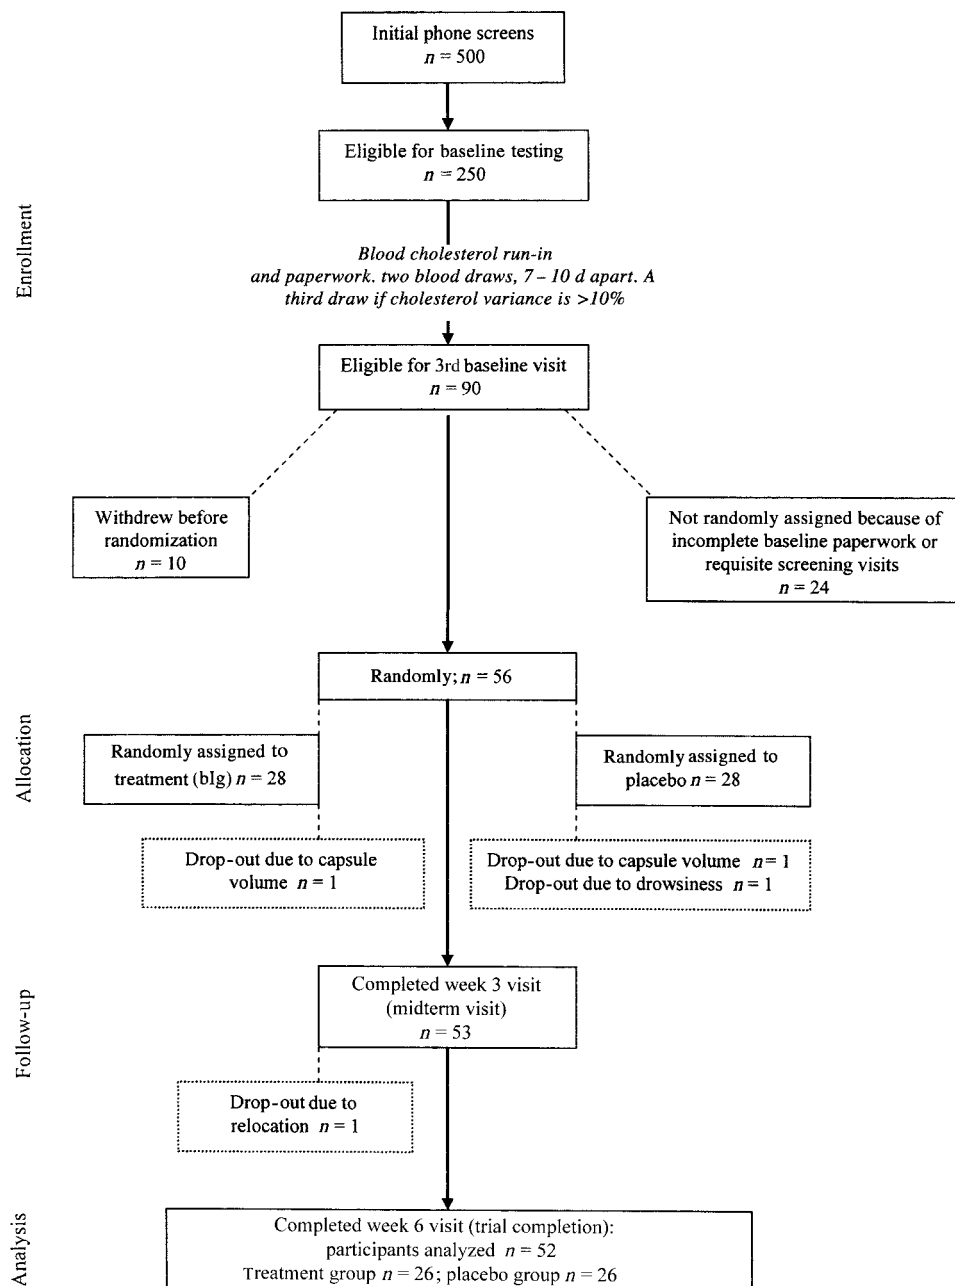 Initial phone screens
n = 500
Eligible for baseline testing
n = 250
Enrollment
Blood cholesterol run-in
and paperwork. two blood draws, 7 – 10 d apart. A
third draw if cholesterol variance is >10%
Eligible for 3rd baseline visit
n = 90
Withdrew before
randomization
n = 10
Not randomly assigned because of
incomplete baseline paperwork or
requisite screening visits
n = 24
Randomly; n = 56
Allocation
Randomly assigned to
treatment (bIg) n = 28
Randomly assigned to
placebo n = 28
Drop-out due to capsule
volume n = 1
Drop-out due to capsule volume n= 1
Drop-out due to drowsiness n = 1
Follow-up
Completed week 3 visit
(midterm visit)
n = 53
Drop-out due to
relocation n = 1
Analysis
Completed week 6 visit (trial completion):
participants analyzed n = 52
Treatment group n = 26; placebo group n = 26